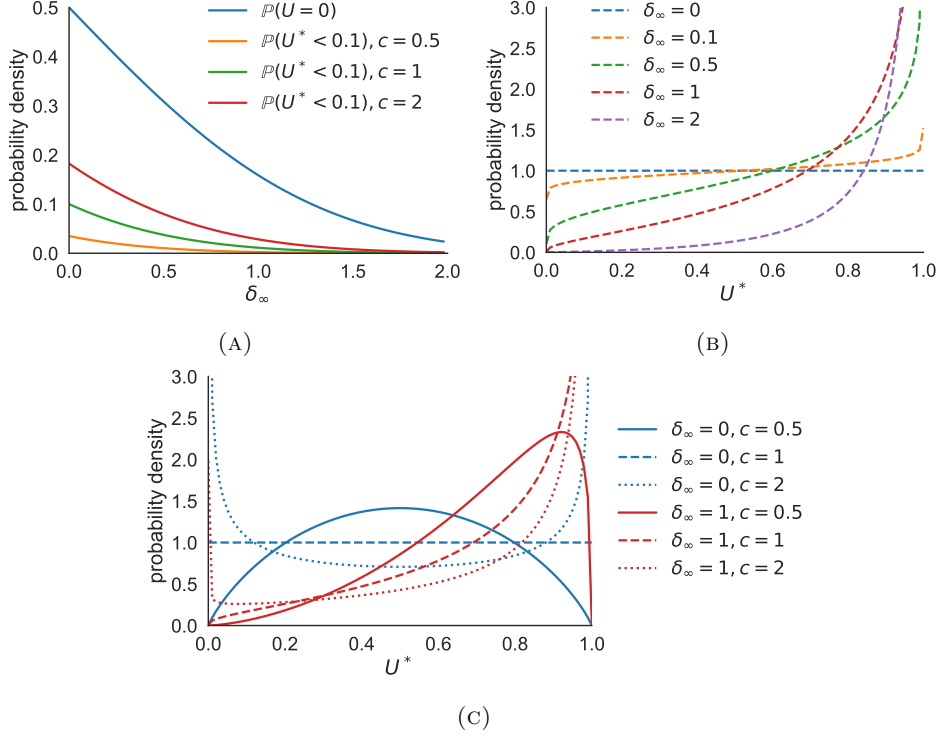 0.5
0.4
0.3
0.2
0.1
0.0
probability density
ℙ(U = 0)
ℙ(U* < 0.1), c = 0.5
ℙ(U* < 0.1), c = 1
ℙ(U* < 0.1), c = 2
0.0 0.5 1.0 1.5 2.0
δ∞
(A)
3.0
2.5
2.0
1.5
1.0
0.5
0.0
probability density
δ∞ = 0
δ∞ = 0.1
δ∞ = 0.5
δ∞ = 1
δ∞ = 2
0.0 0.2 0.4 0.6 0.8 1.0
U*
(B)
3.0
2.5
2.0
1.5
1.0
0.5
0.0
probability density
0.0 0.2 0.4 0.6 0.8 1.0
U*
δ∞ = 0, c = 0.5
δ∞ = 0, c = 1
δ∞ = 0, c = 2
δ∞ = 1, c = 0.5
δ∞ = 1, c = 1
δ∞ = 1, c = 2
(C)